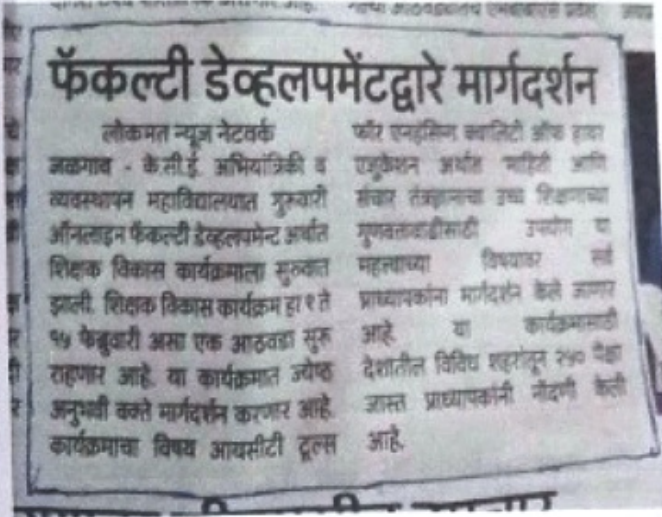 फॅकल्टी डेव्हलपमेंटद्वारे मार्गदर्शन
लोकमत न्यूज नेटवर्क
जळगाव - के.सी.ई. अभियांत्रिकी व
व्यवस्थापन महाविद्यालयात गुरुवारी
ऑनलाइन फॅकल्टी डेव्हलपमेन्ट अर्थात
शिक्षक विकास कार्यक्रमाला सुरुवात
झाली. शिक्षक विकास कार्यक्रम हा ९ ते
१५ फेब्रुवारी असा एक आठवडा सुरू
राहणार आहे. या कार्यक्रमात ज्येष्ठ
अनुभवी वक्ते मार्गदर्शन करणार आहे.
कार्यक्रमाचा विषय आयसीटी टूल्स
फॉर एनहंसिंग क्वालिटी ऑफ हायर
एज्युकेशन अर्थात माहिती आणि
संचार तंत्रज्ञानाचा उच्च शिक्षणाच्या
गुणवत्तावाढीसाठी उपयोग या
महत्वाच्या विषयावर सर्व
प्राध्यापकांना मार्गदर्शन केले जाणार
आहे. या कार्यक्रमासाठी
देशातील विविध शहरांतून २५० पेक्षा
जास्त प्राध्यापकांनी नोंदणी केली
आहे.